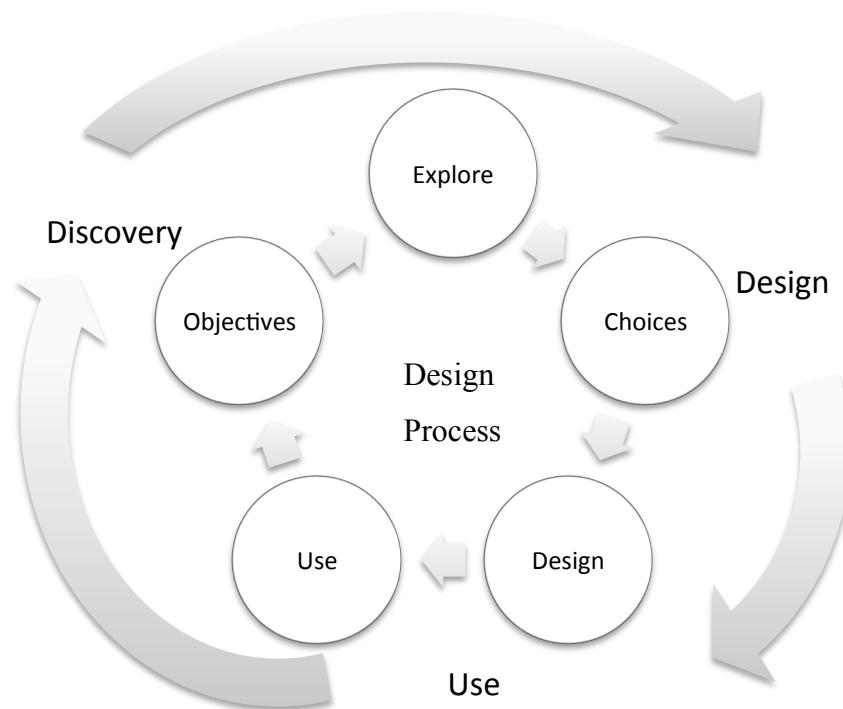 Explore
Discovery
Design
Objectives
Choices
Design
Process
Use
Design
Use